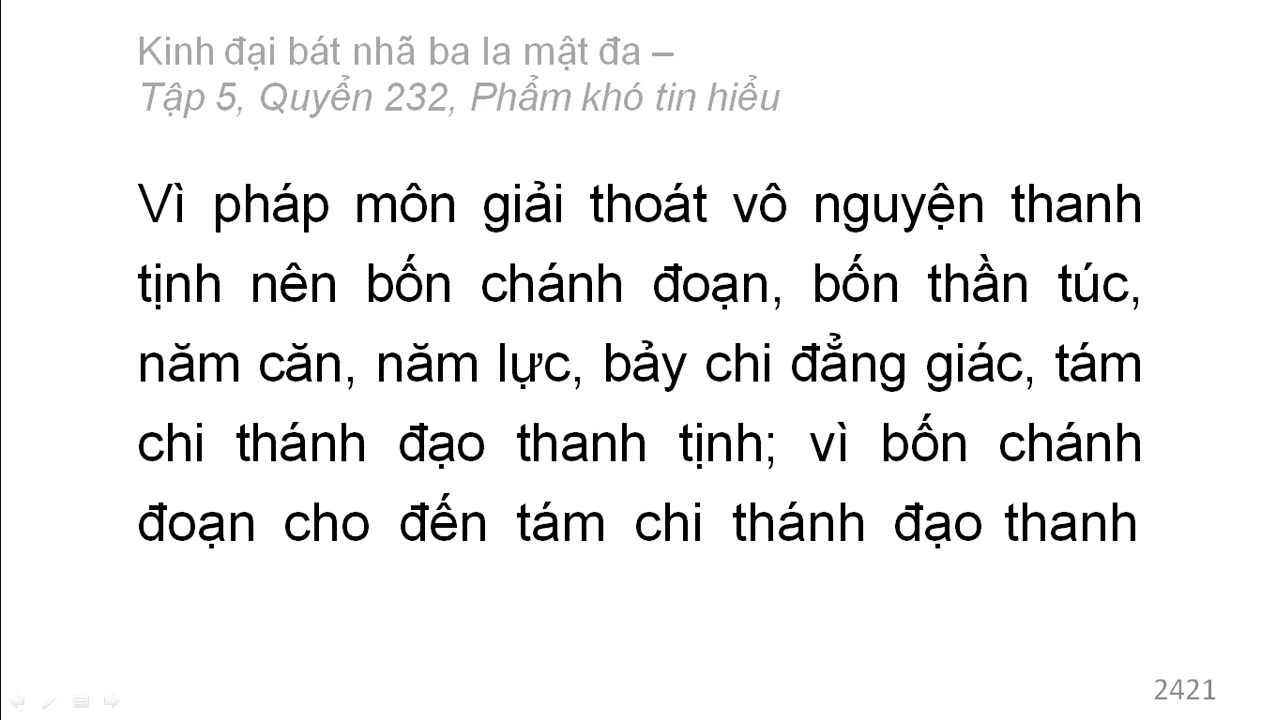 Kinh đại bát nhã ba la mật đa –
Tập 5, Quyển 232, Phẩm khó tin hiểu
Vì pháp môn giải thoát vô nguyện thanh
tịnh nên bốn chánh đoạn, bốn thần túc,
năm căn, năm lực, bảy chi đẳng giác, tám
chi thánh đạo thanh tịnh; vì bốn chánh
đoạn cho đến tám chi thánh đạo thanh
2421